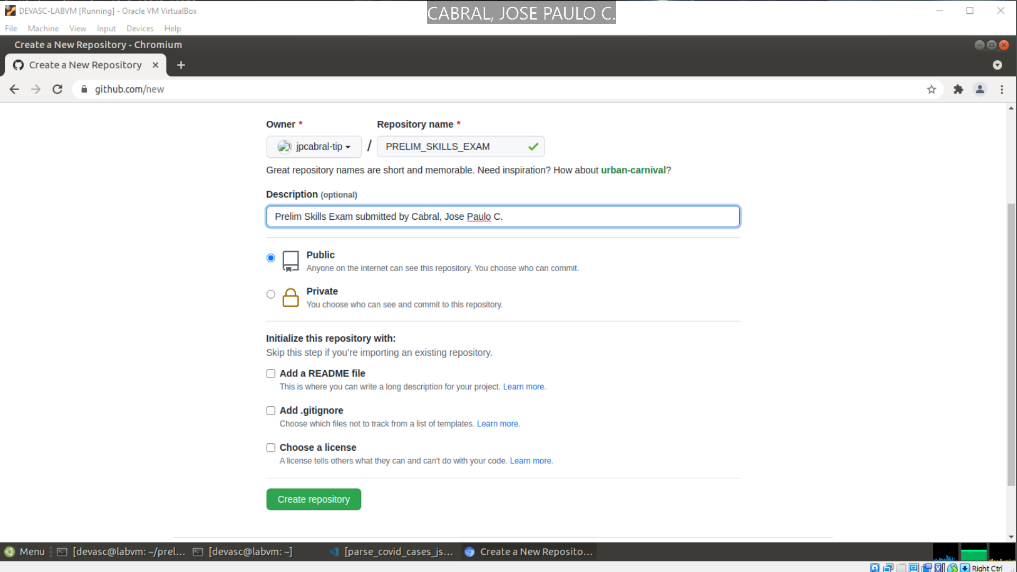 DEVASC-LABVM [Running] - Oracle VM VirtualBox
CABRAL, JOSE PAULO C.
File Machine View Input Devices Help
Create a New Repository - Chromium
Create a New Repository
github.com/new
Owner * Repository name *
jpcabral-tip / PRELIM_SKILLS_EXAM
Great repository names are short and memorable. Need inspiration? How about urban-carnival?
Description (optional)
Prelim Skills Exam submitted by Cabral, Jose Paulo C.
Public
Anyone on the internet can see this repository. You choose who can commit.
Private
You choose who can see and commit to this repository.
Initialize this repository with:
Skip this step if you're importing an existing repository.
Add a README file
This is where you can write a long description for your project. Learn more.
Add .gitignore
Choose which files not to track from a list of templates. Learn more.
Choose a license
A license tells others what they can and can't do with your code. Learn more.
Create repository
Menu [devasc@labvm: ~/prel... [devasc@labvm: ~] [parse_covid_cases_js... Create a New Reposito...
Right Ctrl